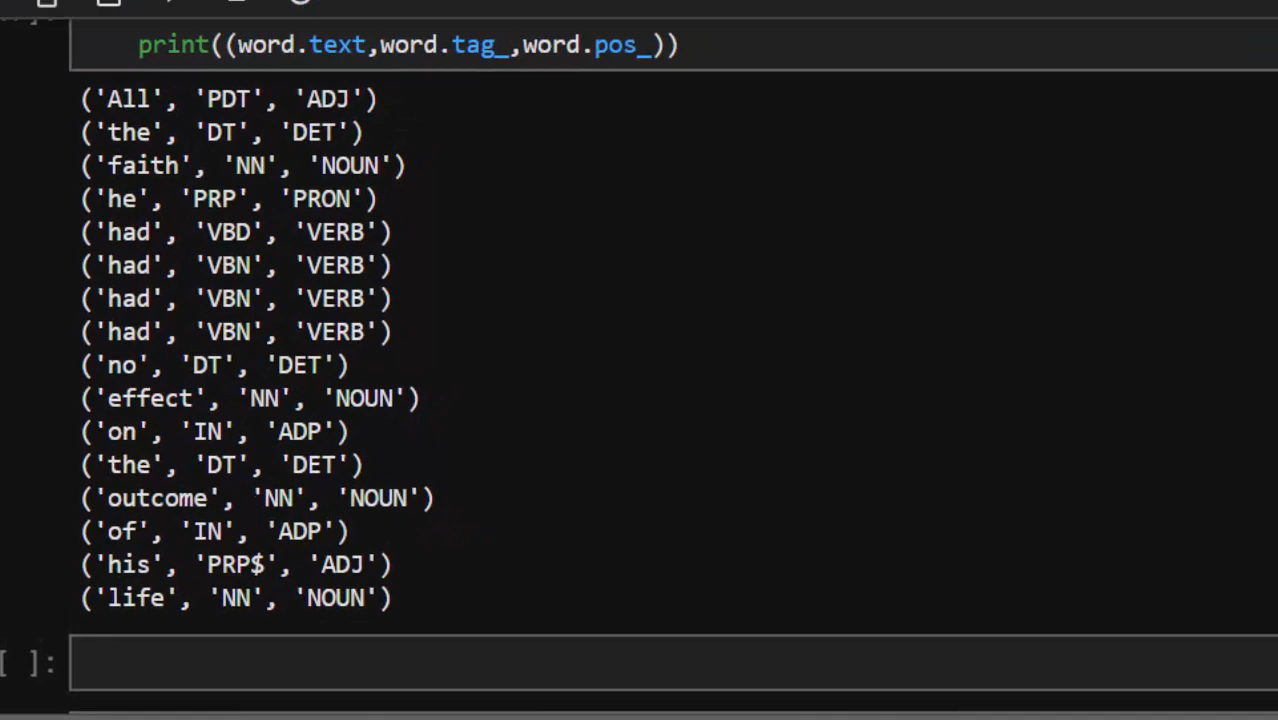 print((word.text,word.tag_,word.pos_))
('All', 'PDT', 'ADJ')
('the', 'DT', 'DET')
('faith', 'NN', 'NOUN')
('he', 'PRP', 'PRON')
('had', 'VBD', 'VERB')
('had', 'VBN', 'VERB')
('had', 'VBN', 'VERB')
('had', 'VBN', 'VERB')
('no', 'DT', 'DET')
('effect', 'NN', 'NOUN')
('on', 'IN', 'ADP')
('the', 'DT', 'DET')
('outcome', 'NN', 'NOUN')
('of', 'IN', 'ADP')
('his', 'PRP$', 'ADJ')
('life', 'NN', 'NOUN')
[ ]: